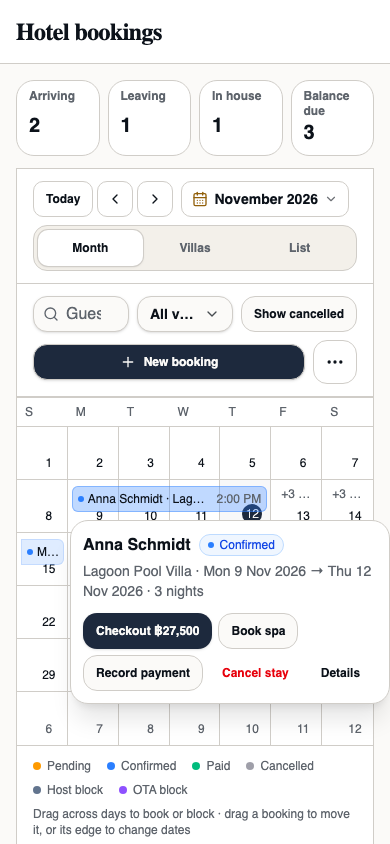 Hotel bookings
Arriving
2
Leaving
1
In house
1
Balance
due
3
Today
November 2026
Month Villas List
Gues All v... Show cancelled
New booking
S M T W T F S
1 2 3 4 5 6 7
Anna Schmidt · Lag... 2:00 PM +3 ... +3 ...
8 9 10 11 12 13 14
M...
15
Anna Schmidt Confirmed
Lagoon Pool Villa · Mon 9 Nov 2026 → Thu 12
Nov 2026 · 3 nights
22
Checkout ฿27,500 Book spa
29
Record payment Cancel stay Details
6 7 8 9 10 11 12
Pending Confirmed Paid Cancelled
Host block OTA block
Drag across days to book or block · drag a booking to move
it, or its edge to change dates